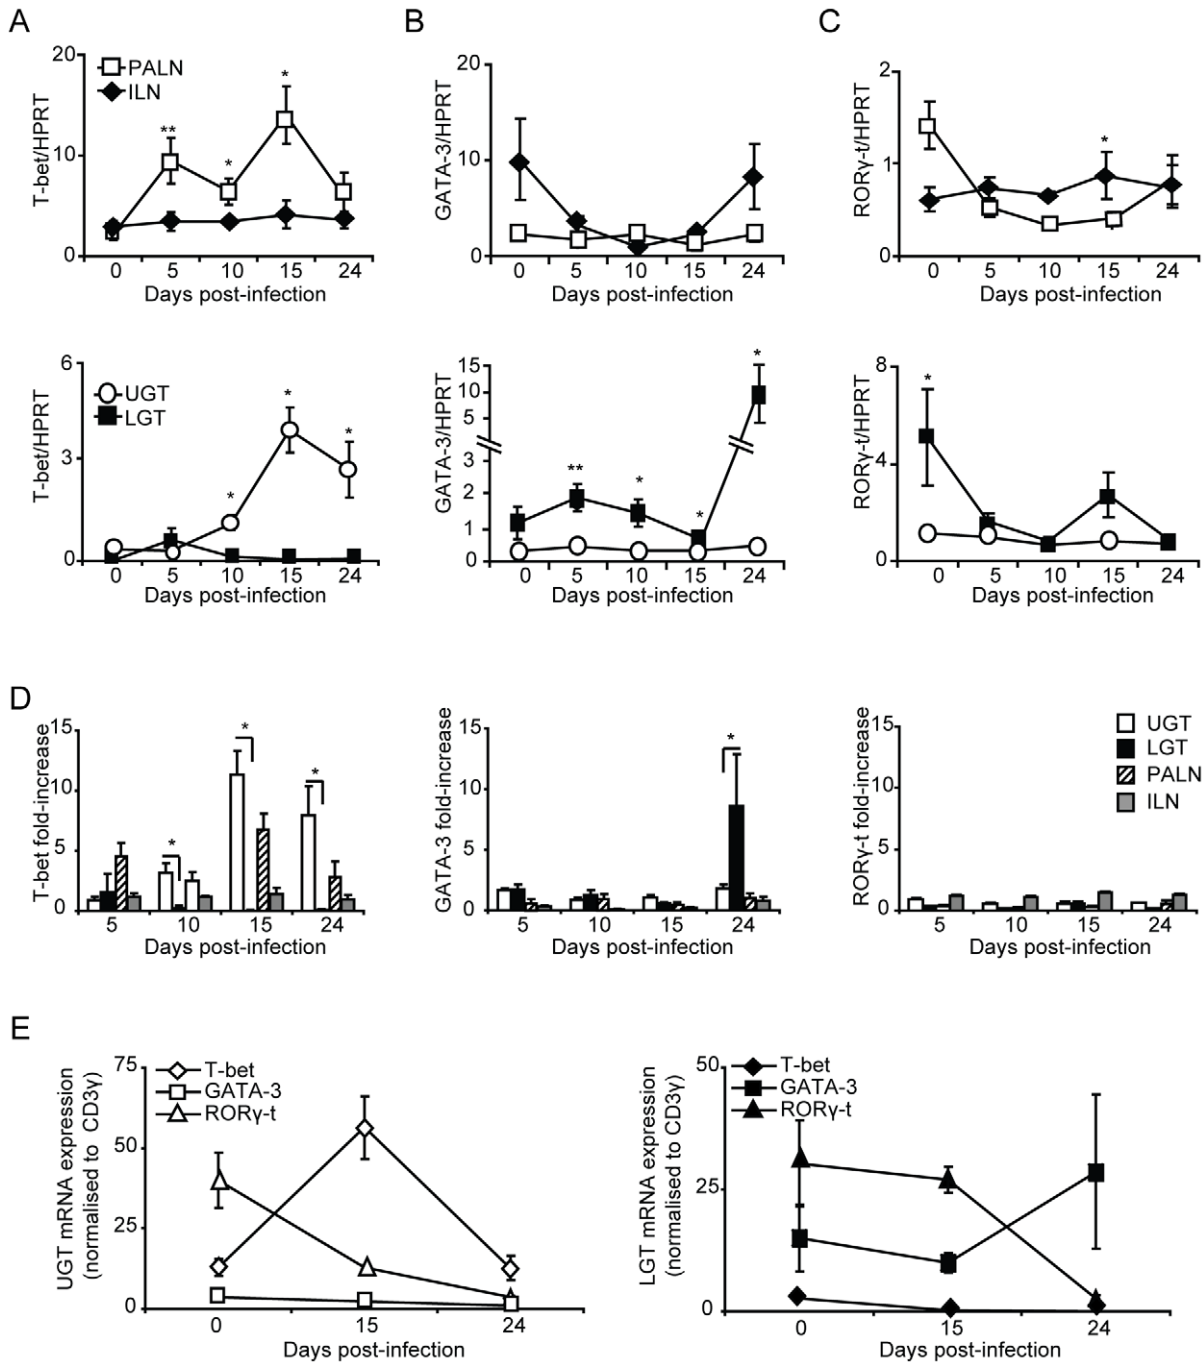 A
B
C
20
10
0
T-bet/HPRT
PALN
ILN
**
*
*
0 5 10 15 24
Days post-infection
20
10
0
GATA-3/HPRT
0 5 10 15 24
Days post-infection
2
1
0
RORγ-t/HPRT
*
0 5 10 15 24
Days post-infection
6
3
0
T-bet/HPRT
UGT
LGT
*
*
*
0 5 10 15 24
Days post-infection
15
10
5
3
2
1
0
GATA-3/HPRT
**
*
*
*
0 5 10 15 24
Days post-infection
8
4
0
RORγ-t/HPRT
*
0 5 10 15 24
Days post-infection
D
15
10
5
0
T-bet fold-increase
*
*
*
5 10 15 24
Days post-infection
15
10
5
0
GATA-3 fold-increase
*
5 10 15 24
Days post-infection
15
10
5
0
RORγ-t fold-increase
5 10 15 24
Days post-infection
UGT
LGT
PALN
ILN
E
75
50
25
0
UGT mRNA expression
(normalised to CD3γ)
T-bet
GATA-3
RORγ-t
0 15 24
Days post-infection
50
25
0
LGT mRNA expression
(normalised to CD3γ)
T-bet
GATA-3
RORγ-t
0 15 24
Days post-infection